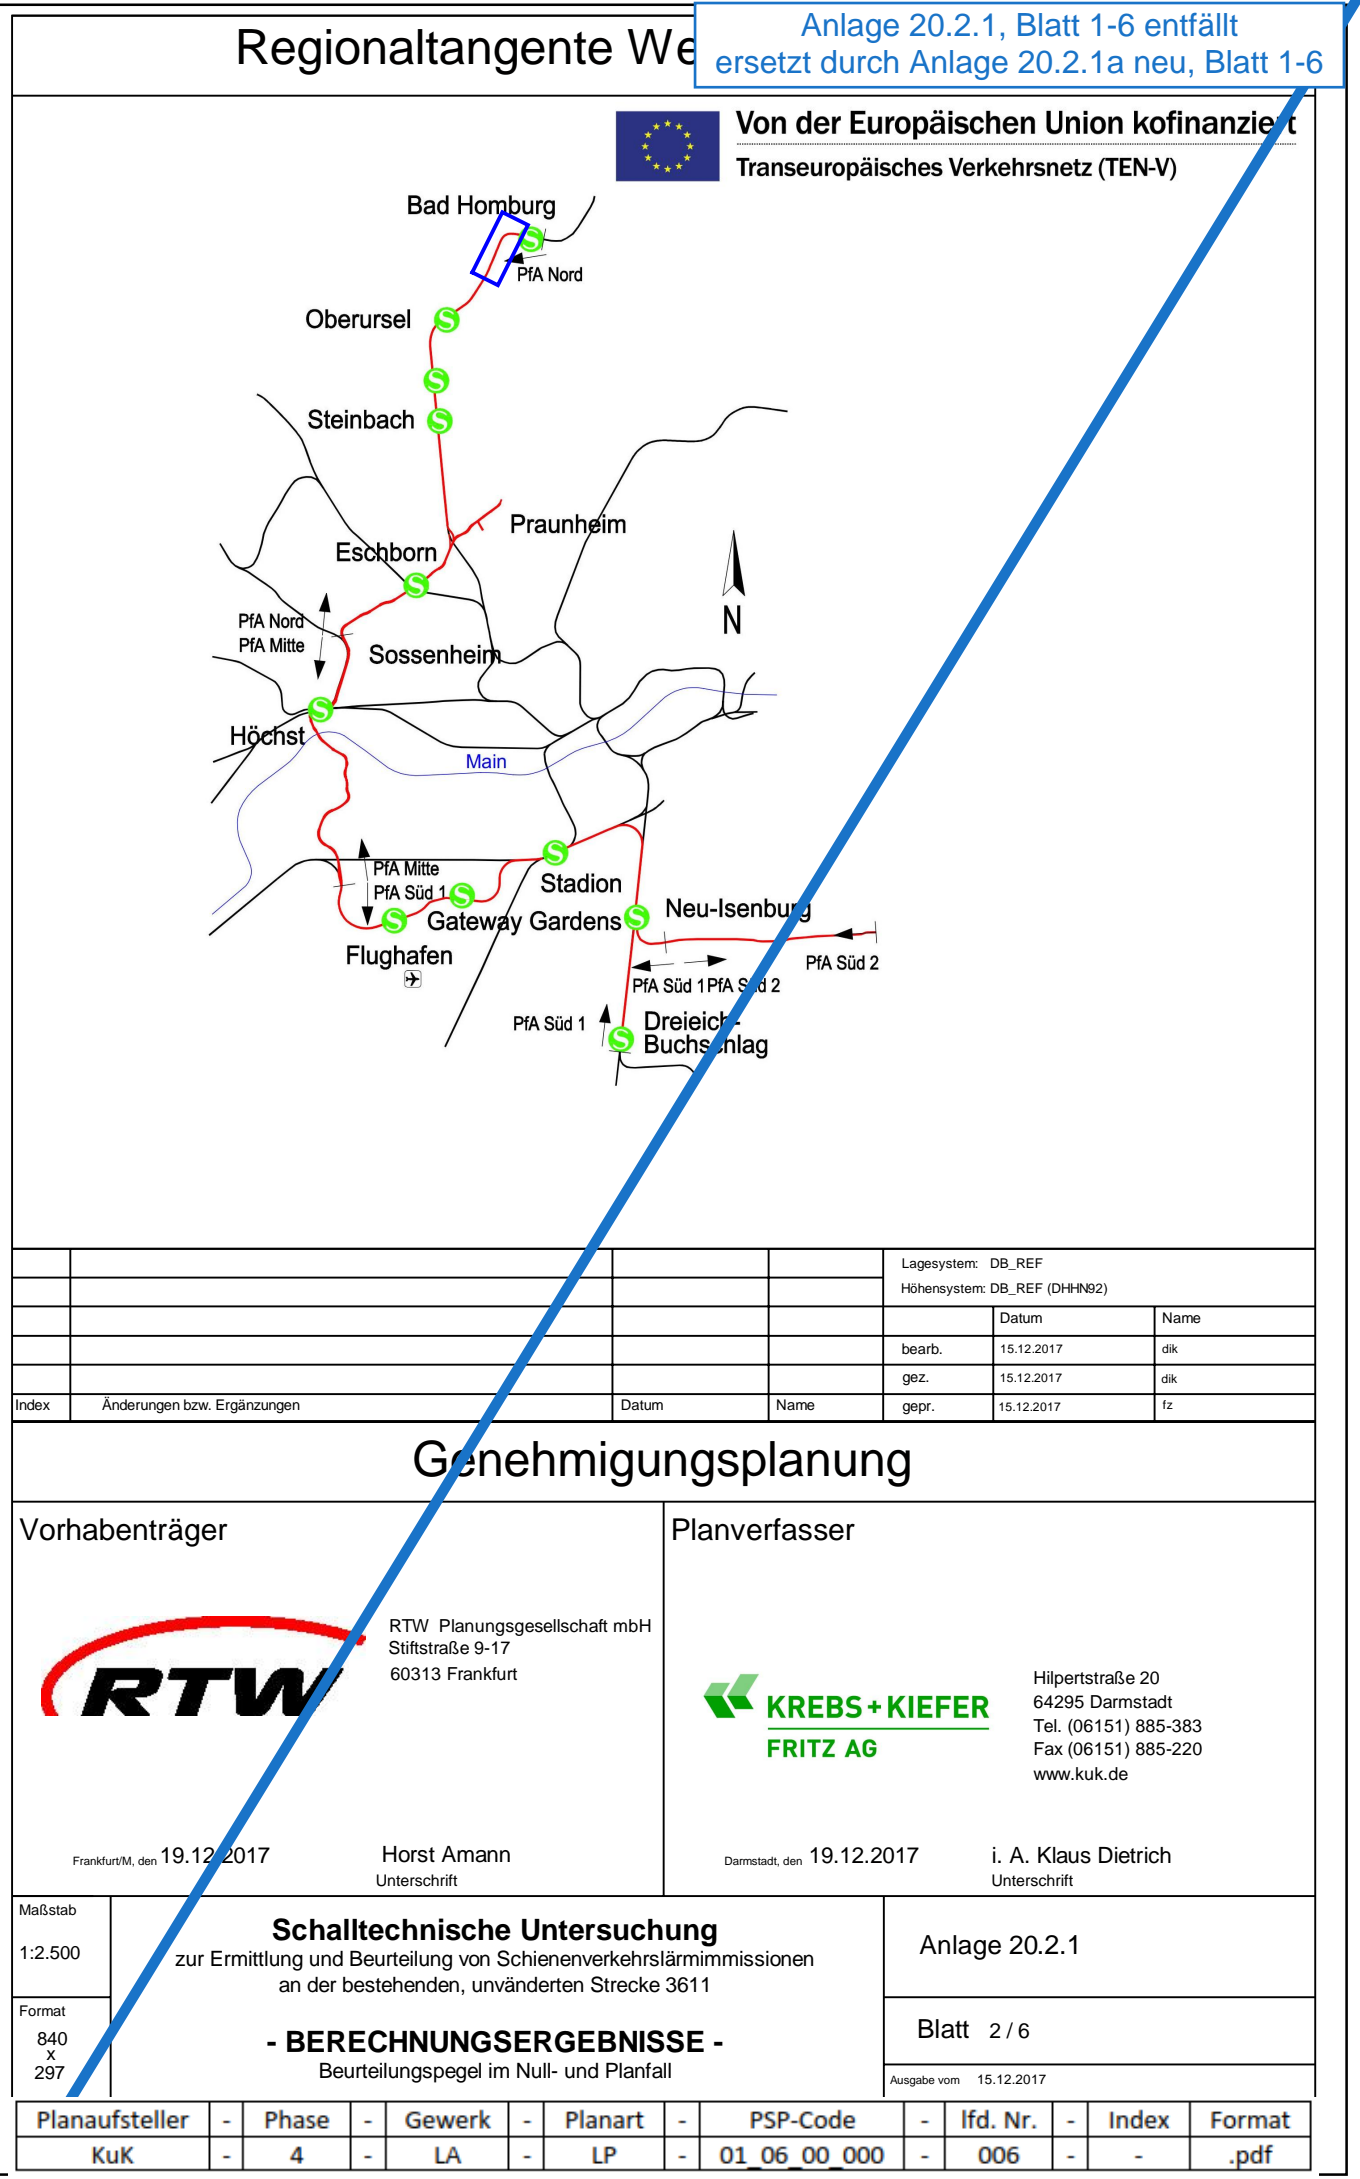 Anlage 20.2.1, Blatt 1-6 entfällt
ersetzt durch Anlage 20.2.1a neu, Blatt 1-6
Regionaltangente We
Von der Europäischen Union kofinanziert
Transeuropäisches Verkehrsnetz (TEN-V)
Bad Homburg
S
PfA Nord
Oberursel S
S
Steinbach S
Praunheim
Eschborn
S
N
PfA Nord
PfA Mitte
Sossenheim
S
Höchst
Main
PfA Mitte
PfA Süd 1
S
S
Stadion
Gateway Gardens
S
Neu-Isenburg
S
Flughafen
PfA Süd 2
PfA Süd 1 PfA Süd 2
PfA Süd 1
S
Dreieich-
Buchschlag
Lagesystem: DB_REF
Höhensystem: DB_REF (DHHN92)
Datum Name
bearb. 15.12.2017 dik
gez. 15.12.2017 dik
Index Änderungen bzw. Ergänzungen Datum Name gepr. 15.12.2017 fz
Genehmigungsplanung
Vorhabenträger
RTW
RTW Planungsgesellschaft mbH
Stiftstraße 9-17
60313 Frankfurt
Frankfurt/M, den 19.12.2017 Horst Amann
Unterschrift
Planverfasser
KREBS+KIEFER
FRITZ AG
Hilpertstraße 20
64295 Darmstadt
Tel. (06151) 885-383
Fax (06151) 885-220
www.kuk.de
Darmstadt, den 19.12.2017 i. A. Klaus Dietrich
Unterschrift
Maßstab
1:2.500
Format
840
x
297
Schalltechnische Untersuchung
zur Ermittlung und Beurteilung von Schienenverkehrslärmimmissionen
an der bestehenden, unvänderten Strecke 3611
- BERECHNUNGSERGEBNISSE -
Beurteilungspegel im Null- und Planfall
Anlage 20.2.1
Blatt 2 / 6
Ausgabe vom 15.12.2017
Planaufsteller - Phase - Gewerk - Planart - PSP-Code - lfd. Nr. - Index Format
KuK - 4 - LA - LP - 01_06_00_000 - 006 - - .pdf